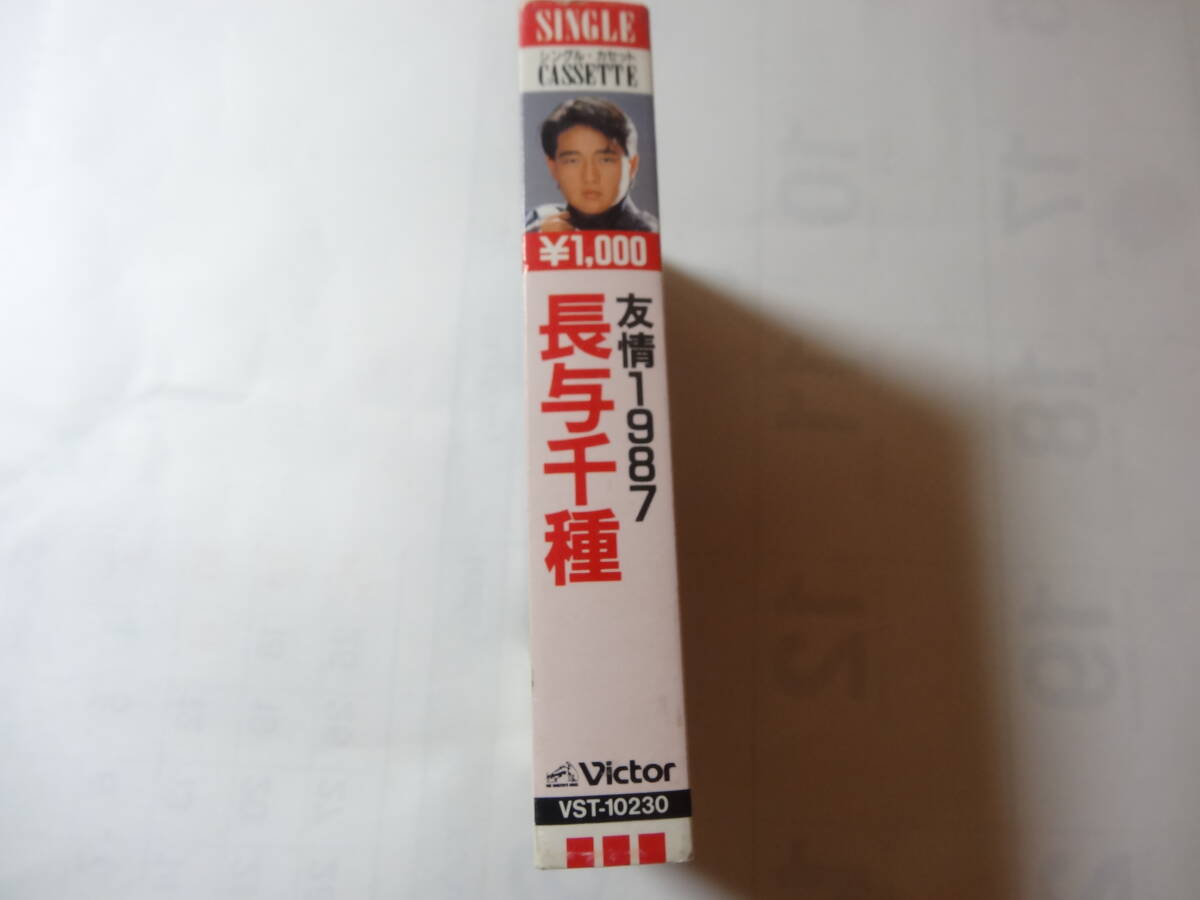 SINGLE
シングル・カセット
CASSETTE
¥1,000
友情1987
長与千種
Victor
VST-10230